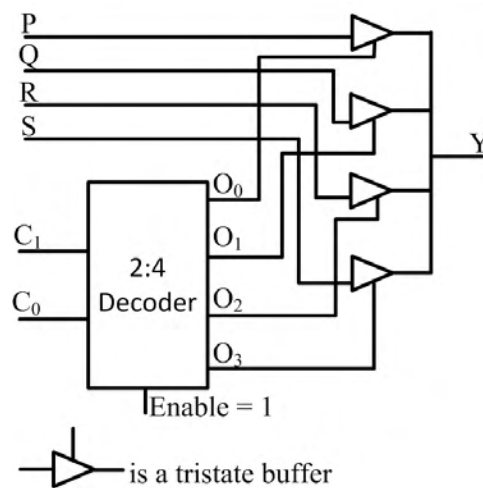 P
Q
R
S
Y
O₀
C₁
O₁
2:4
Decoder
C₀
O₂
O₃
Enable = 1
is a tristate buffer